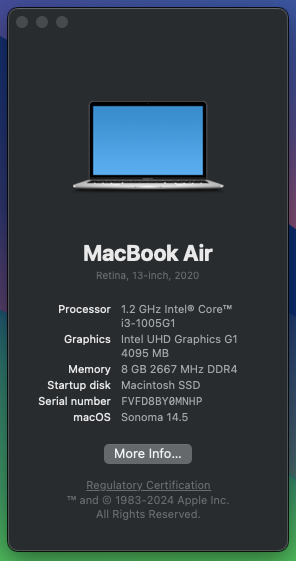 MacBook Air
Retina, 13-inch, 2020
Processor 1.2 GHz Intel® Core™
i3-1005G1
Graphics Intel UHD Graphics G1
4095 MB
Memory 8 GB 2667 MHz DDR4
Startup disk Macintosh SSD
Serial number FVFD8BY0MNHP
macOS Sonoma 14.5
More Info...
Regulatory Certification
™ and © 1983-2024 Apple Inc.
All Rights Reserved.